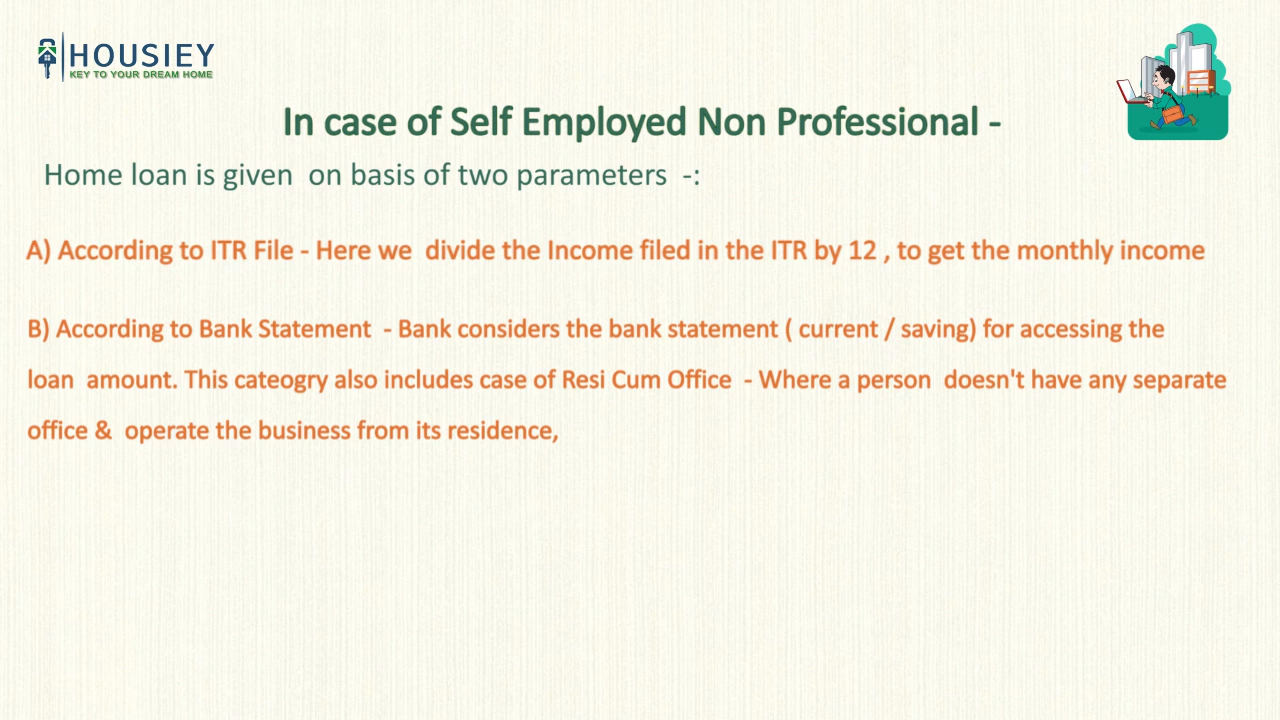 HOUSIEY
KEY TO YOUR DREAM HOME
In case of Self Employed Non Professional -
Home loan is given on basis of two parameters -:
A) According to ITR File - Here we divide the Income filed in the ITR by 12 , to get the monthly income
B) According to Bank Statement - Bank considers the bank statement ( current / saving) for accessing the
loan amount. This cateogry also includes case of Resi Cum Office - Where a person doesn't have any separate
office & operate the business from its residence,